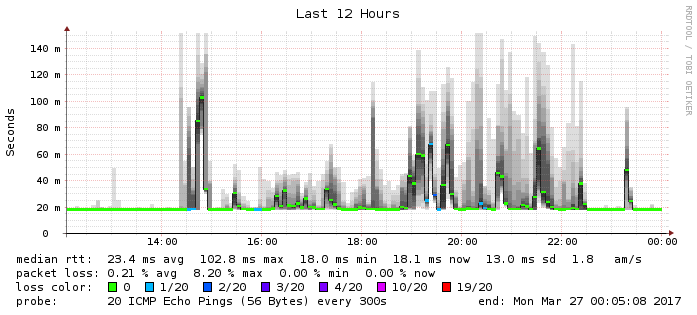 Last 12 Hours
RRDTOOL / TOBI OETIKER
Seconds
140 m
120 m
100 m
80 m
60 m
40 m
20 m
0
14:00 16:00 18:00 20:00 22:00 00:00
median rtt: 23.4 ms avg 102.8 ms max 18.0 ms min 18.1 ms now 13.0 ms sd 1.8 am/s
packet loss: 0.21 % avg 8.20 % max 0.00 % min 0.00 % now
loss color: 0 1/20 2/20 3/20 4/20 10/20 19/20
probe: 20 ICMP Echo Pings (56 Bytes) every 300s end: Mon Mar 27 00:05:08 2017